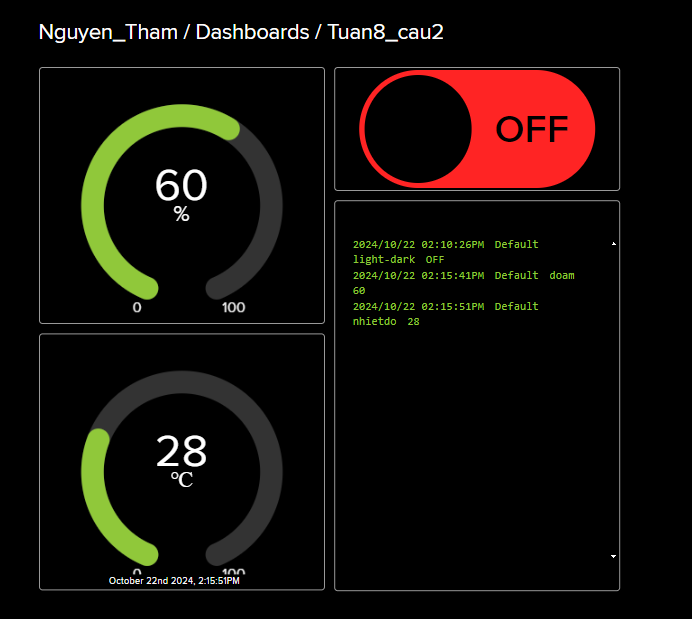 Nguyen_Tham / Dashboards / Tuan8_cau2
60
%
0 100
OFF
2024/10/22 02:10:26PM Default
light-dark OFF
2024/10/22 02:15:41PM Default doam
60
2024/10/22 02:15:51PM Default
nhietdo 28
28
℃
0 100
October 22nd 2024, 2:15:51PM